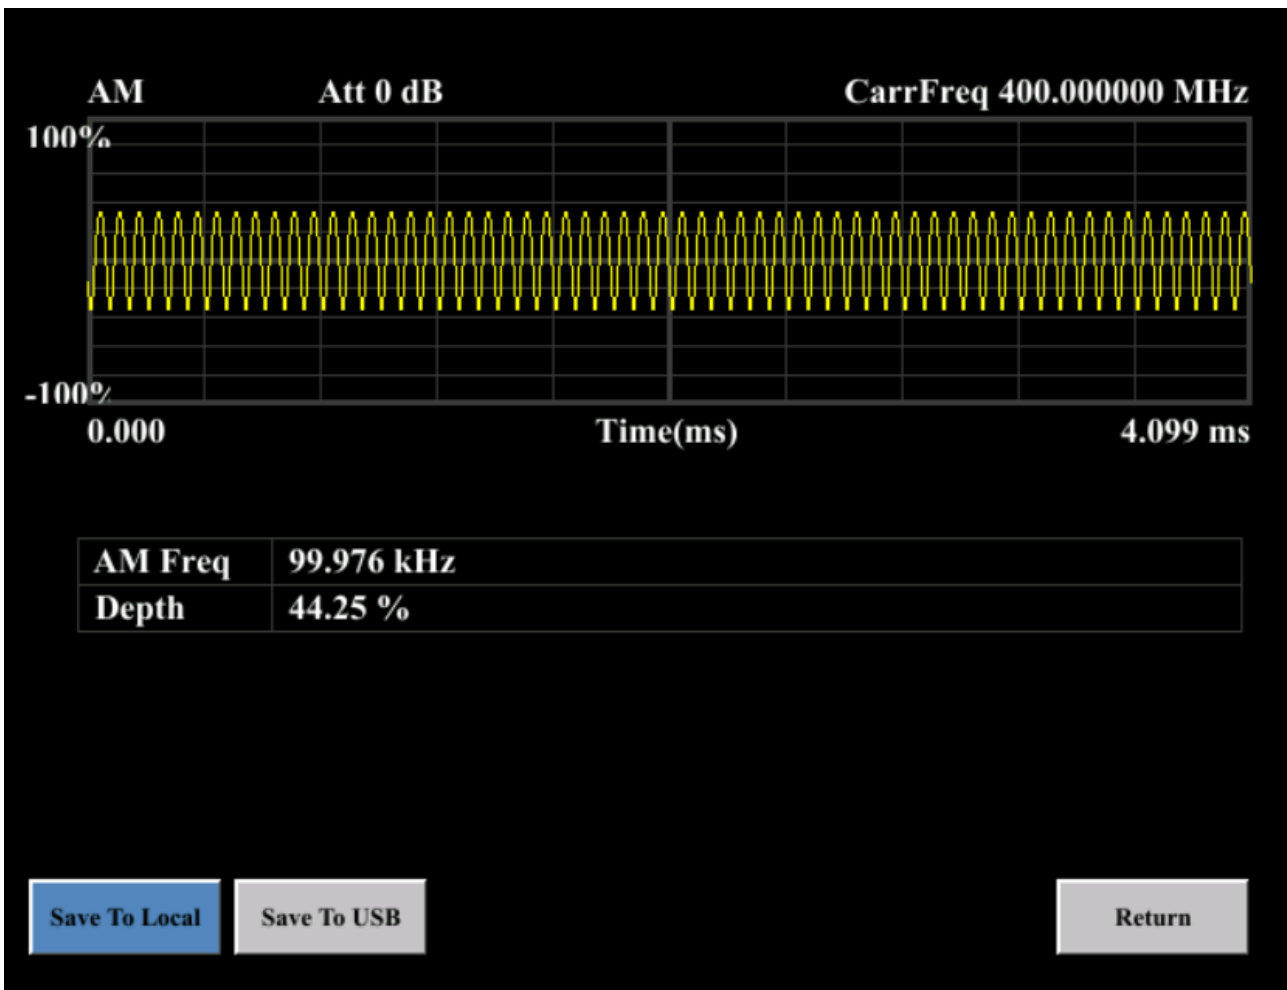 AM Att 0 dB CarrFreq 400.000000 MHz
100%
-100%
0.000 Time(ms) 4.099 ms
AM Freq 99.976 kHz
Depth 44.25 %
Save To Local Save To USB Return